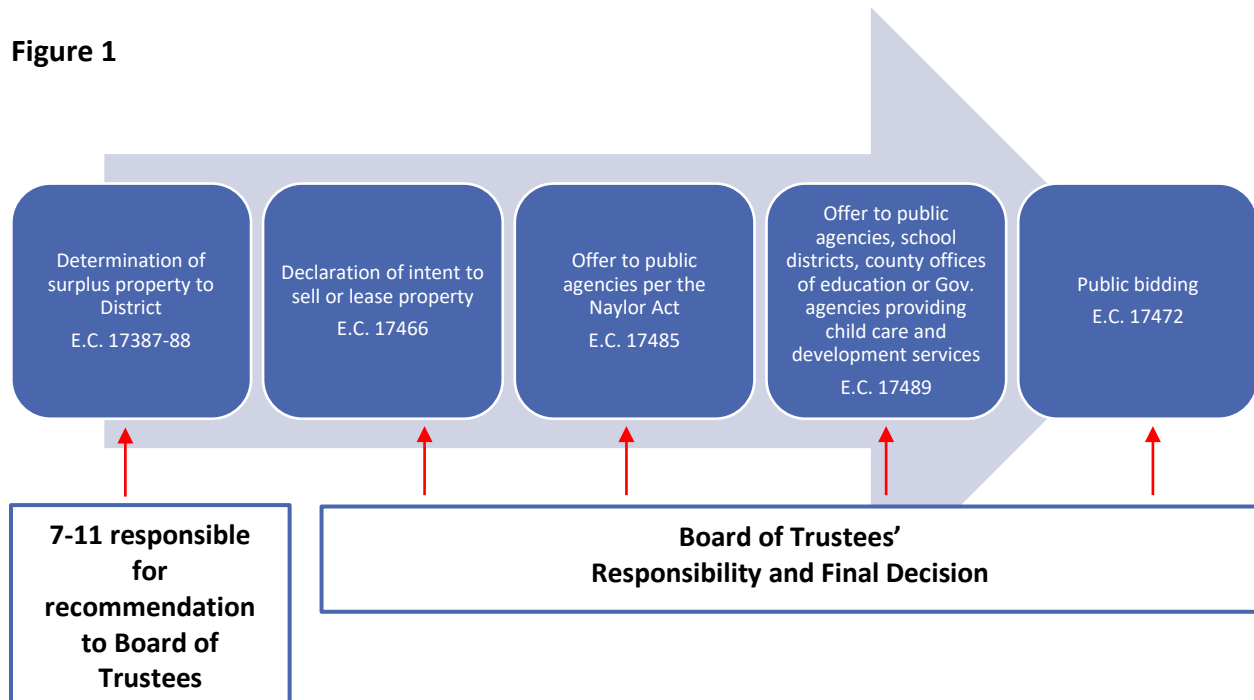 Figure 1
Determination of
surplus property to
District
E.C. 17387-88
Declaration of intent to
sell or lease property
E.C. 17466
Offer to public
agencies per the
Naylor Act
E.C. 17485
Offer to public
agencies, school
districts, county offices
of education or Gov.
agencies providing
child care and
development services
E.C. 17489
Public bidding
E.C. 17472
7-11 responsible
for
recommendation
to Board of
Trustees
Board of Trustees’
Responsibility and Final Decision